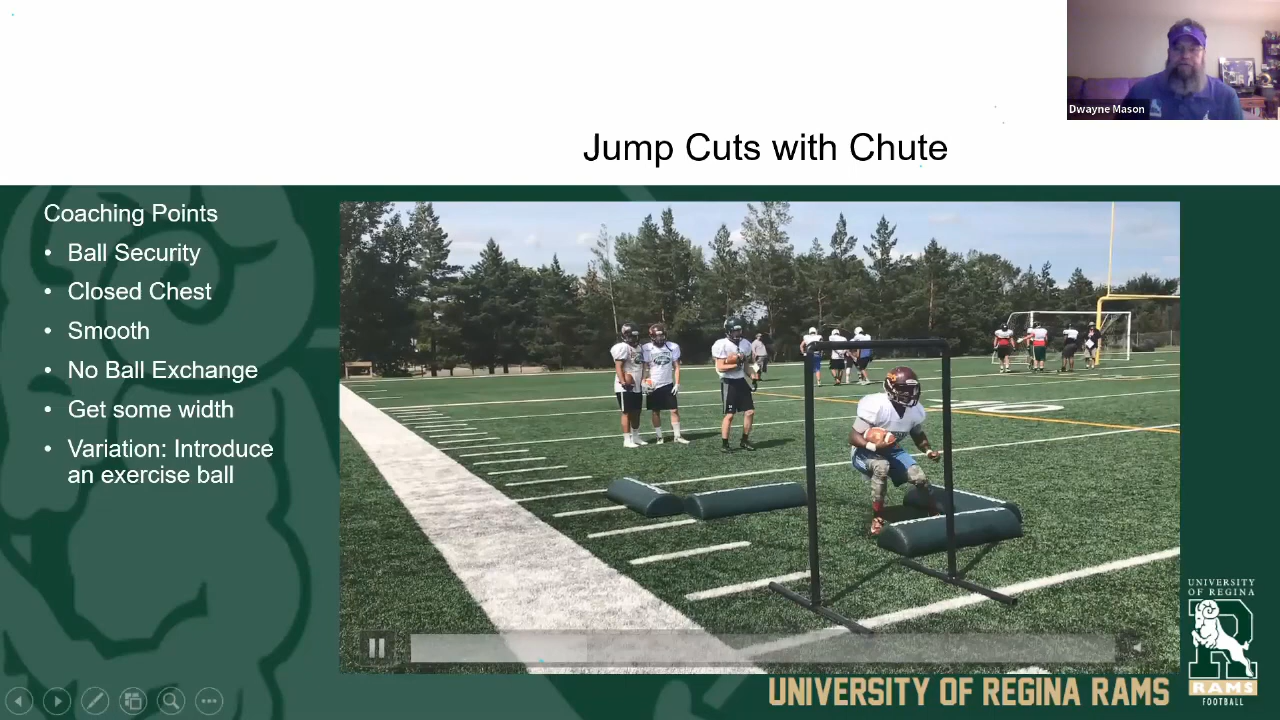 Dwayne Mason
Jump Cuts with Chute
Coaching Points
• Ball Security
• Closed Chest
• Smooth
• No Ball Exchange
• Get some width
• Variation: Introduce
an exercise ball
UNIVERSITY
OF REGINA
R
RAMS
FOOTBALL
UNIVERSITY OF REGINA RAMS